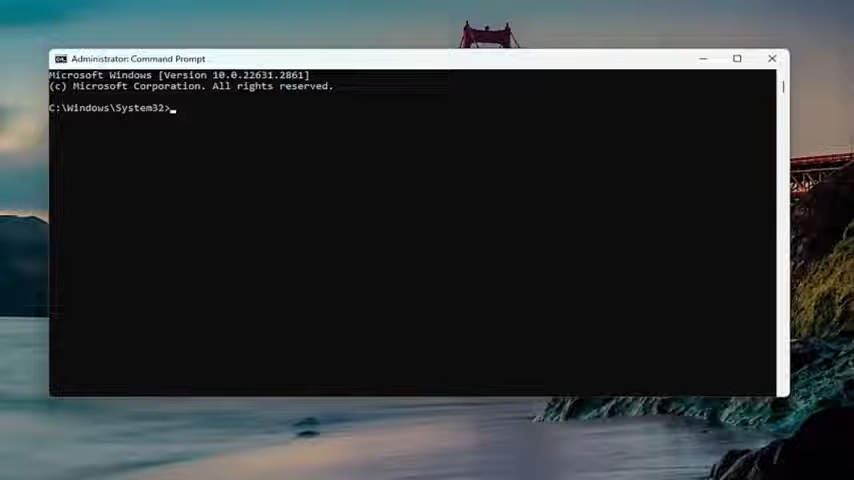 Administrator: Command Prompt
Microsoft Windows [Version 10.0.22631.2861]
(c) Microsoft Corporation. All rights reserved.
C:\Windows\System32>